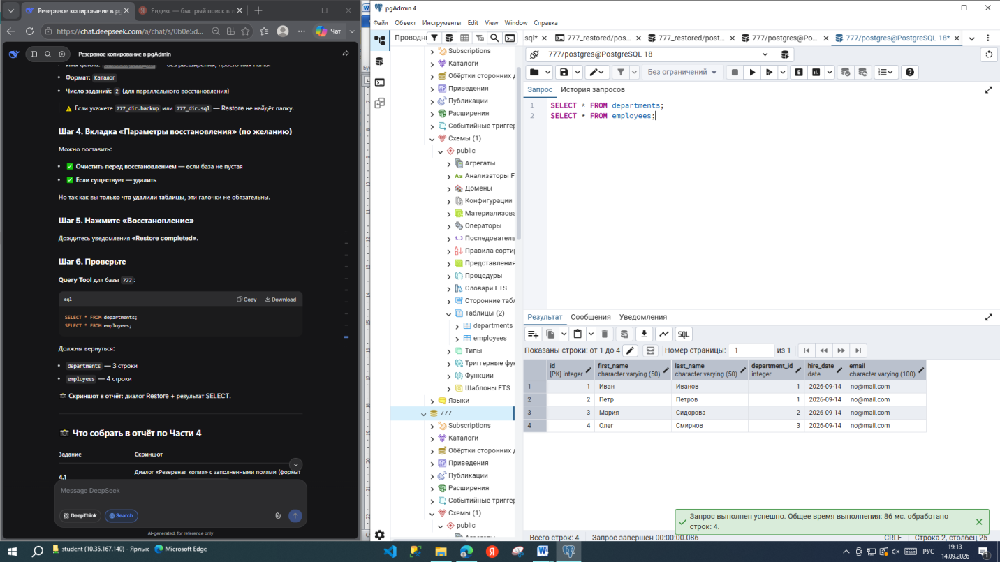 Резервное копирование в р
Яндекс — быстрый поиск в и
https://chat.deepseek.com/a/chat/s/0b0e5d...
Чат
Резервное копирование в pgAdmin
Имя файла:
без расширения, просто имя папки
Формат: Каталог
Число заданий: 2 (для параллельного восстановления)
Если укажете 777_dir.backup или 777_dir.sql — Restore не найдёт папку.
Шаг 4. Вкладка «Параметры восстановления» (по желанию)
Можно поставить:
Очистить перед восстановлением — если база не пустая
Если существует — удалить
Но так как вы только что удалили таблицы, эти галочки не обязательны.
Шаг 5. Нажмите «Восстановление»
Дождитесь уведомления «Restore completed».
Шаг 6. Проверьте
Query Tool для базы 777:
sql Copy Download
SELECT * FROM departments;
SELECT * FROM employees;
Должны вернуться:
departments — 3 строки
employees — 4 строки
Скриншот в отчёт: диалог Restore + результат SELECT.
Что собрать в отчёт по Части 4
Задание Скриншот
4.1 Диалог «Резервная копия» с заполненными полями (формат
Message DeepSeek
DeepThink Search
AI-generated, for reference only
pgAdmin 4
Файл Объект Инструменты Edit View Window Справка
Проводн
Subscriptions
Каталоги
Обёртки сторонних д
Приведения
Публикации
Расширения
Событийные триггер
Схемы (1)
public
Агрегаты
Анализаторы F
Домены
Конфигурации
Материализова
Операторы
1..3 Последователь
Правила сорти
Представления
Процедуры
Словари FTS
Сторонние табл
Таблицы (2)
departments
employees
Типы
Триггерные фу
Функции
Шаблоны FTS
Языки
777
Subscriptions
Каталоги
Обёртки сторонних д
Приведения
Публикации
Расширения
Событийные триггер
Схемы (1)
public
.sql* 777_restored/pos... 777_restored/post... 777/postgres@Po... 777/postgres@PostgreSQL 18*
777/postgres@PostgreSQL 18
Без ограничений
Запрос История запросов
1 SELECT * FROM departments;
2 SELECT * FROM employees;
Результат Сообщения Уведомления
SQL
Показаны строки: от 1 до 4 Номер страницы: 1 из 1
id first_name last_name department_id hire_date email
[PK] integer character varying (50) character varying (50) integer date character varying (100)
1 1 Иван Иванов 1 2026-09-14 no@mail.com
2 2 Петр Петров 1 2026-09-14 no@mail.com
3 3 Мария Сидорова 2 2026-09-14 no@mail.com
4 4 Олег Смирнов 3 2026-09-14 no@mail.com
Запрос выполнен успешно. Общее время выполнения: 86 мс. обработано
строк: 4.
Всего строк: 4 Запрос завершен 00:00:00.086 CRLF Строка 2, столбец 25
student (10.35.167.140) - Ярлык Microsoft Edge
РУС
19:13
14.09.2026